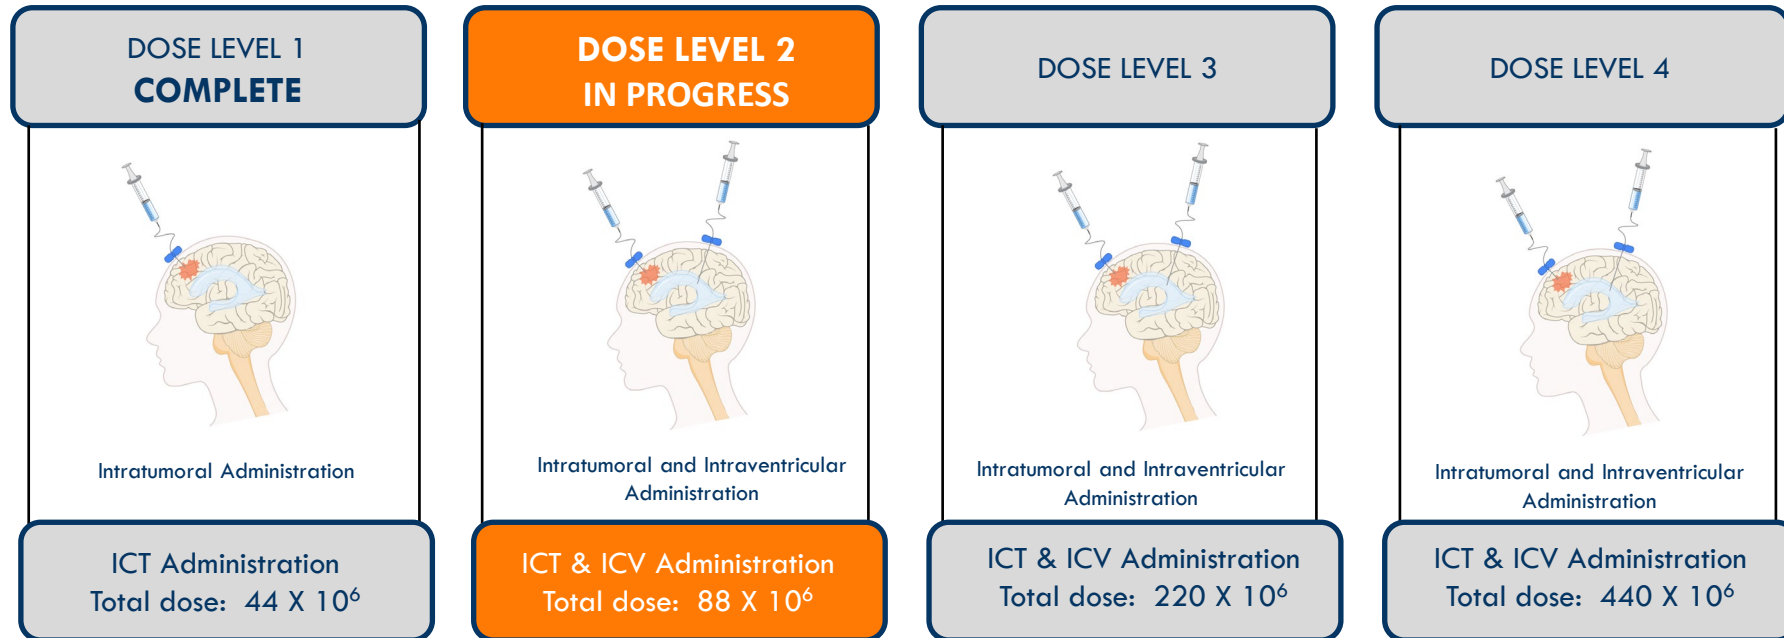 DOSE LEVEL 1
COMPLETE
Intratumoral Administration
ICT Administration
Total dose: 44 X 10⁶
DOSE LEVEL 2
IN PROGRESS
Intratumoral and Intraventricular
Administration
ICT & ICV Administration
Total dose: 88 X 10⁶
DOSE LEVEL 3
Intratumoral and Intraventricular
Administration
ICT & ICV Administration
Total dose: 220 X 10⁶
DOSE LEVEL 4
Intratumoral and Intraventricular
Administration
ICT & ICV Administration
Total dose: 440 X 10⁶